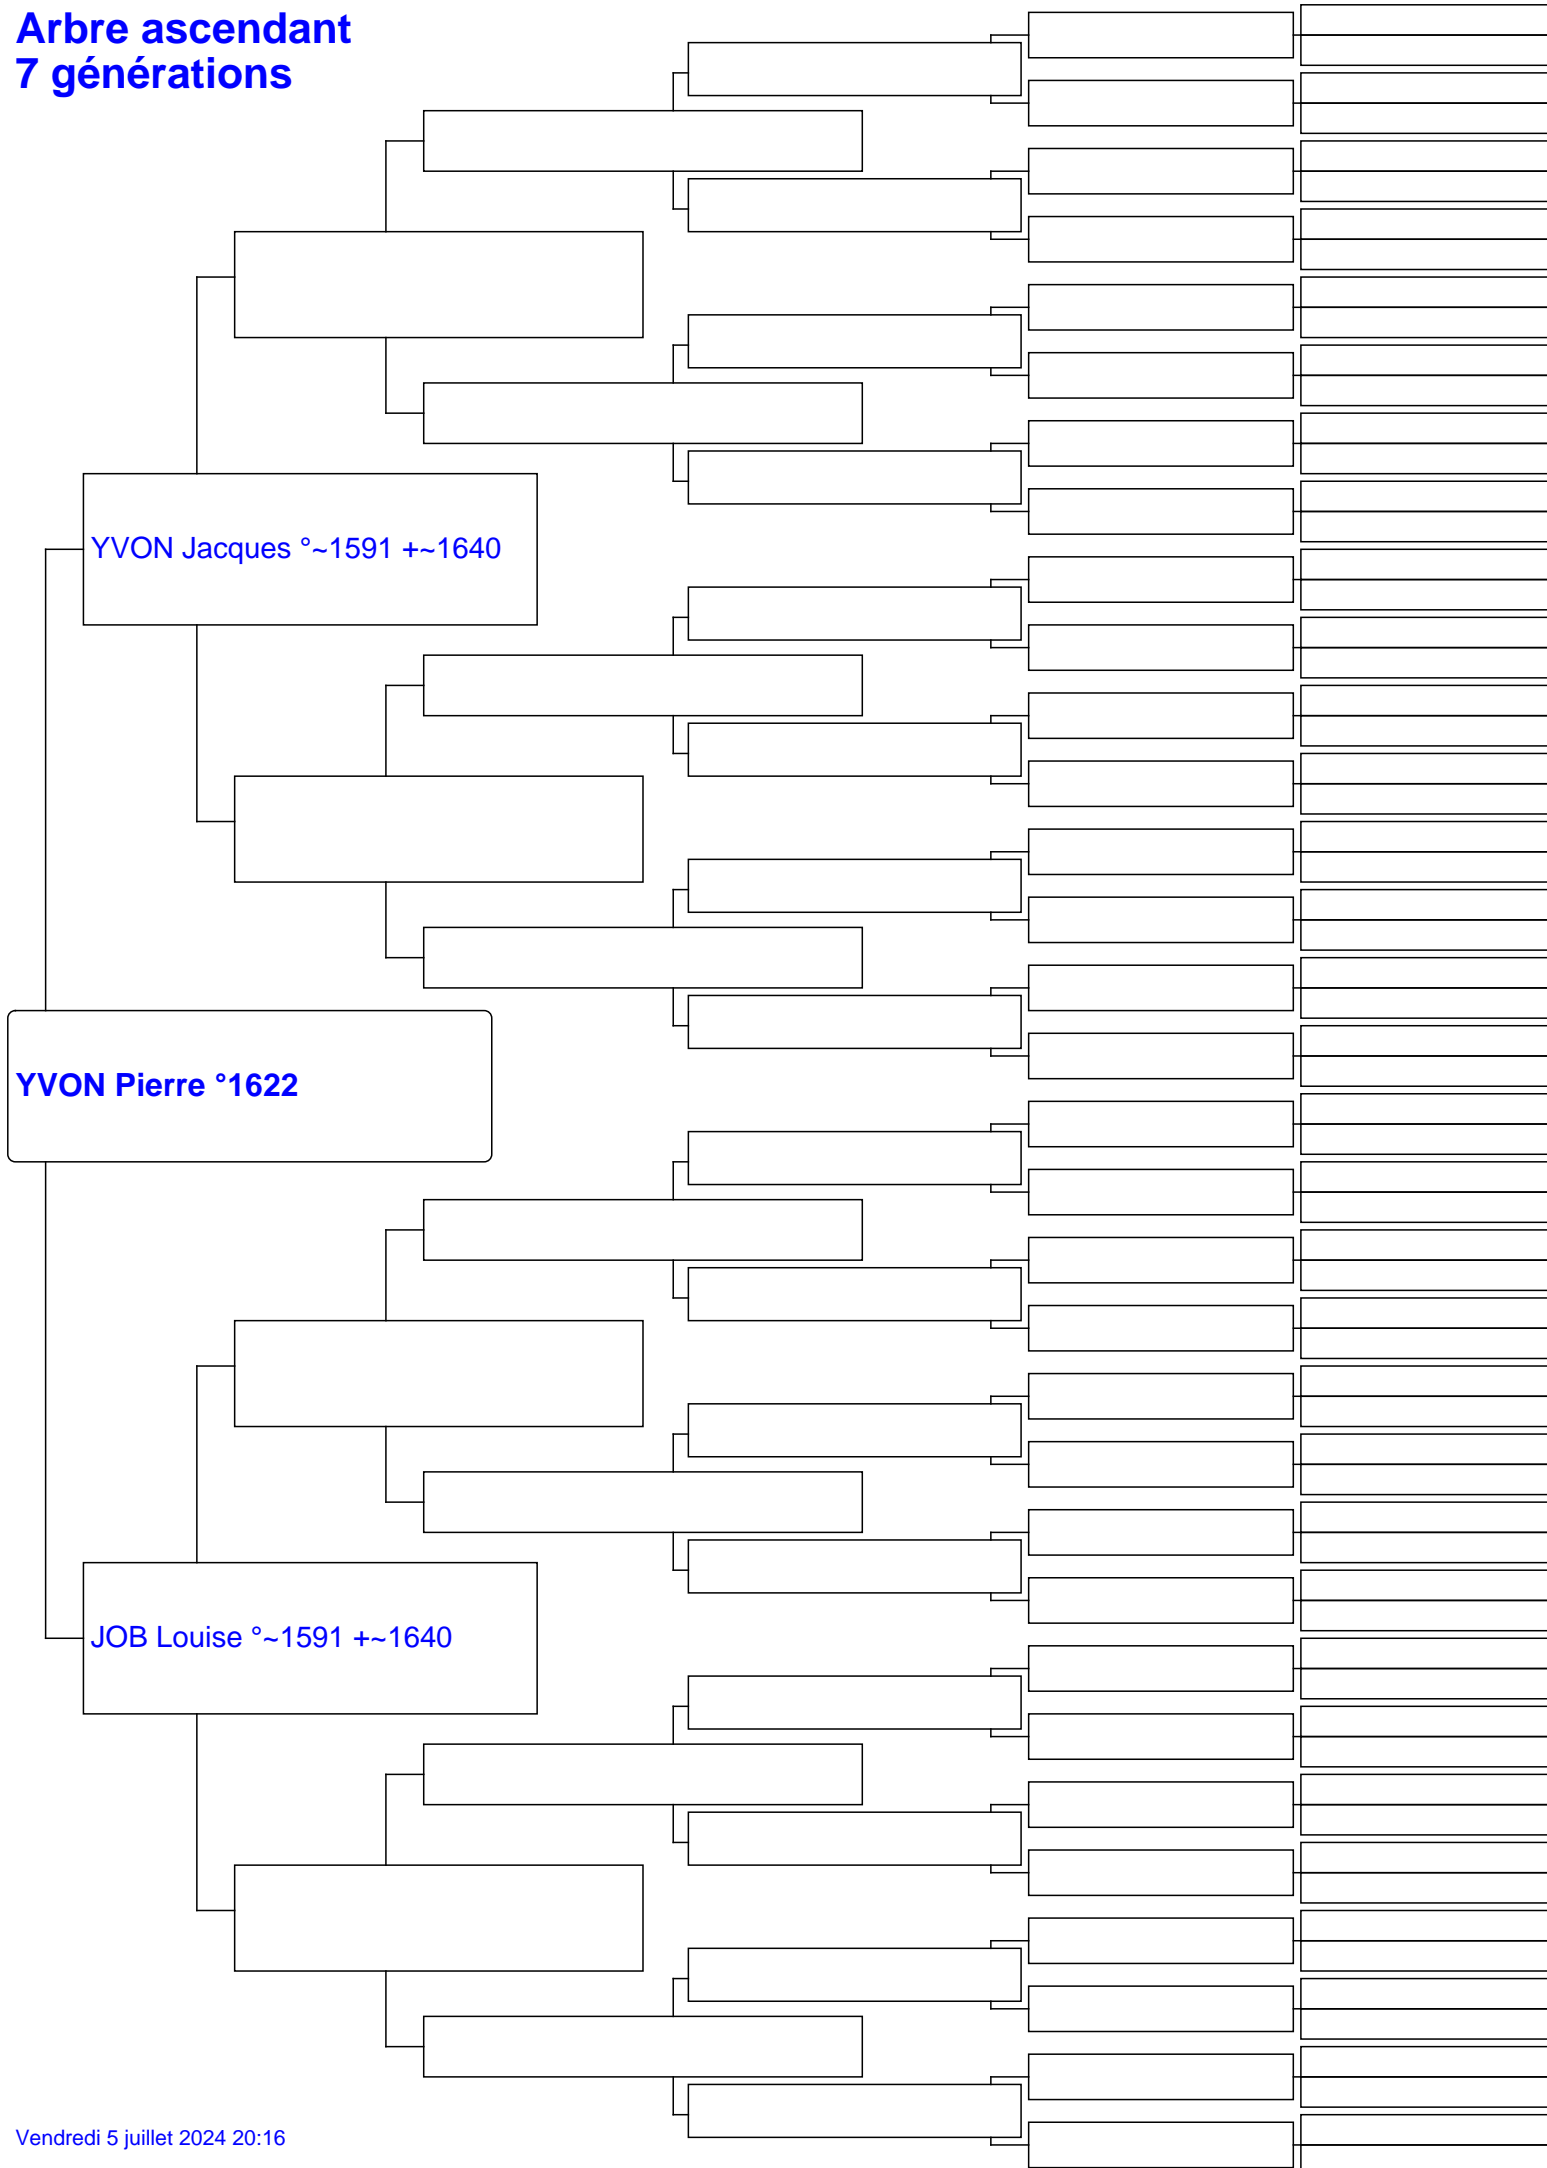 Arbre ascendant
7 générations
YVON Jacques °~1591 +~1640
YVON Pierre °1622
JOB Louise °~1591 +~1640
Vendredi 5 juillet 2024 20:16